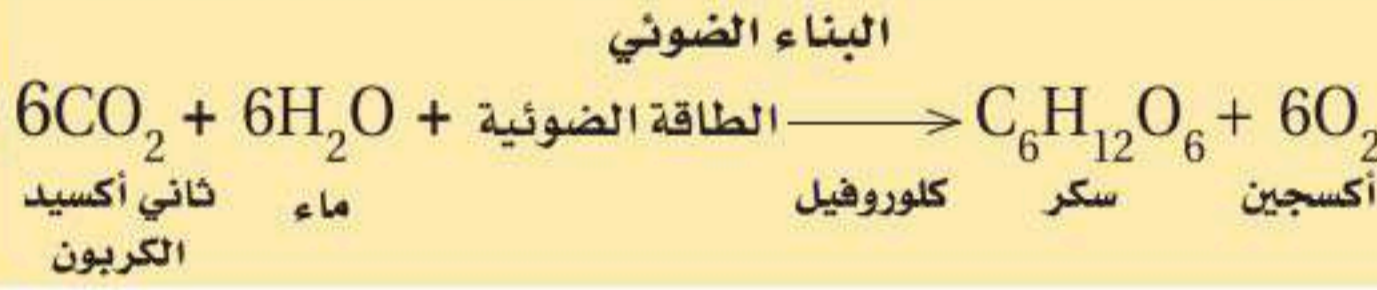 البناء الضوئي
6CO₂ + 6H₂O + الطاقة الضوئية ⟶ C₆H₁₂O₆ + 6O₂
ثاني أكسيد ماء كلوروفيل سكر أكسجين
الكربون